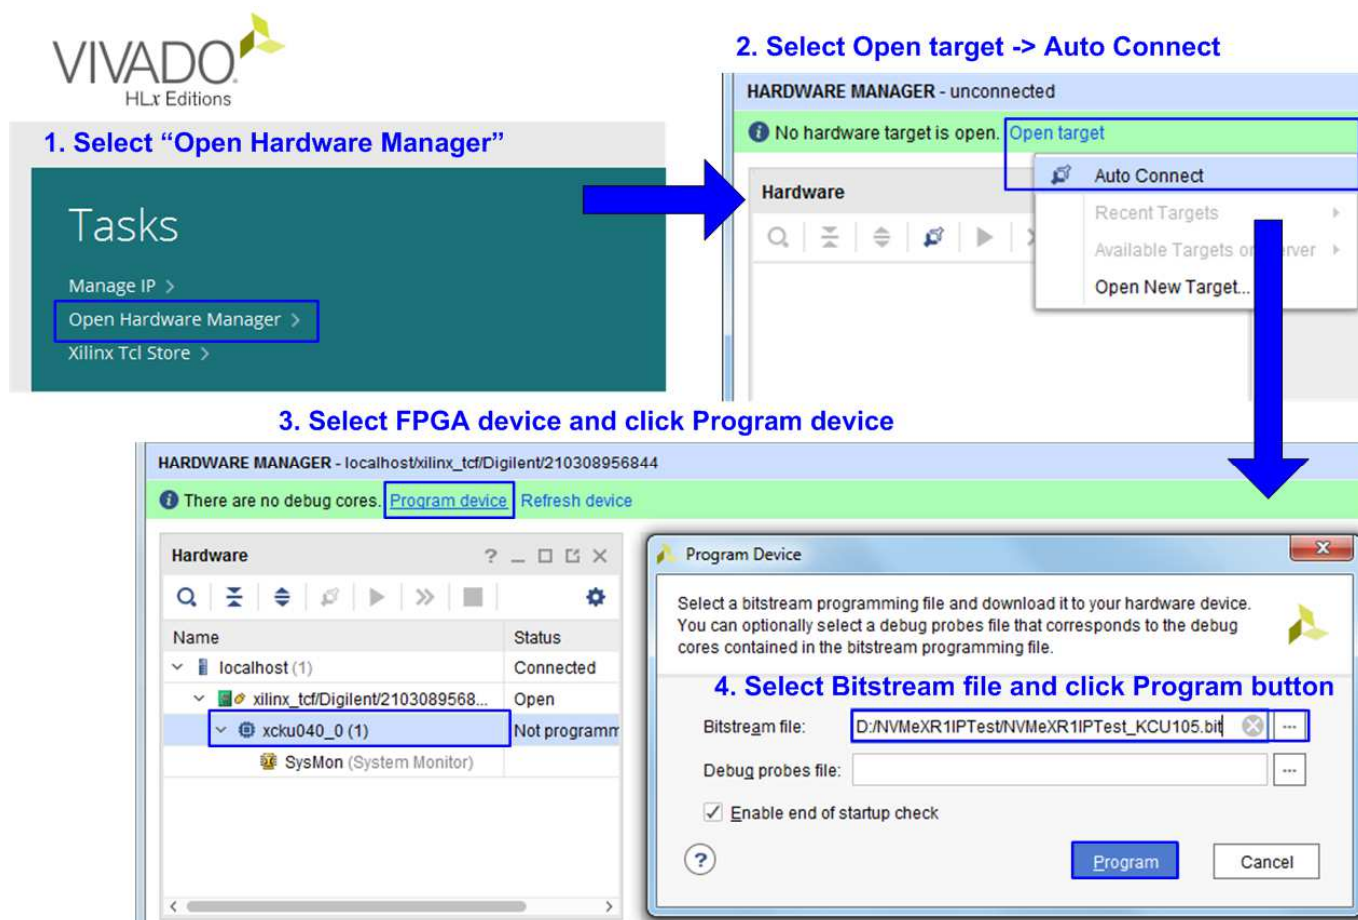 VIVADO
HLx Editions
1. Select “Open Hardware Manager”
Tasks
Manage IP
Open Hardware Manager
Xilinx Tcl Store
2. Select Open target -> Auto Connect
HARDWARE MANAGER - unconnected
No hardware target is open. Open target
Hardware
Auto Connect
Recent Targets
Available Targets on
Open New Target...
3. Select FPGA device and click Program device
HARDWARE MANAGER - localhost/xilinx_tcf/Digilent/210308956844
There are no debug cores. Program device Refresh device
Hardware
Name Status
localhost (1) Connected
xilinx_tcf/Digilent/2103089568... Open
xcku040_0 (1) Not programm
SysMon (System Monitor)
Program Device
Select a bitstream programming file and download it to your hardware device.
You can optionally select a debug probes file that corresponds to the debug
cores contained in the bitstream programming file.
4. Select Bitstream file and click Program button
Bitstream file: D:/NVMeXR1IPTest/NVMeXR1IPTest_KCU105.bit ...
Debug probes file: ...
Enable end of startup check
? Program Cancel